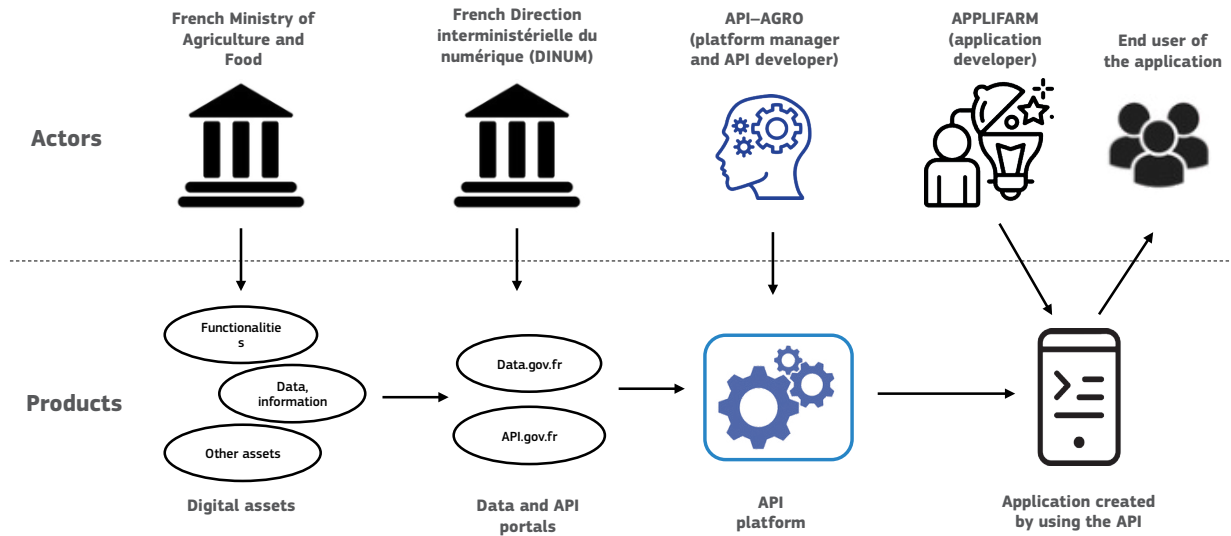 French Ministry of
Agriculture and
Food
French Direction
interministérielle du
numérique (DINUM)
API–AGRO
(platform manager
and API developer)
APPLIFARM
(application
developer)
End user of
the application
Actors
Products
Functionalitie
s
Data,
information
Other assets
Data.gov.fr
API.gov.fr
Digital assets
Data and API
portals
API
platform
Application created
by using the API